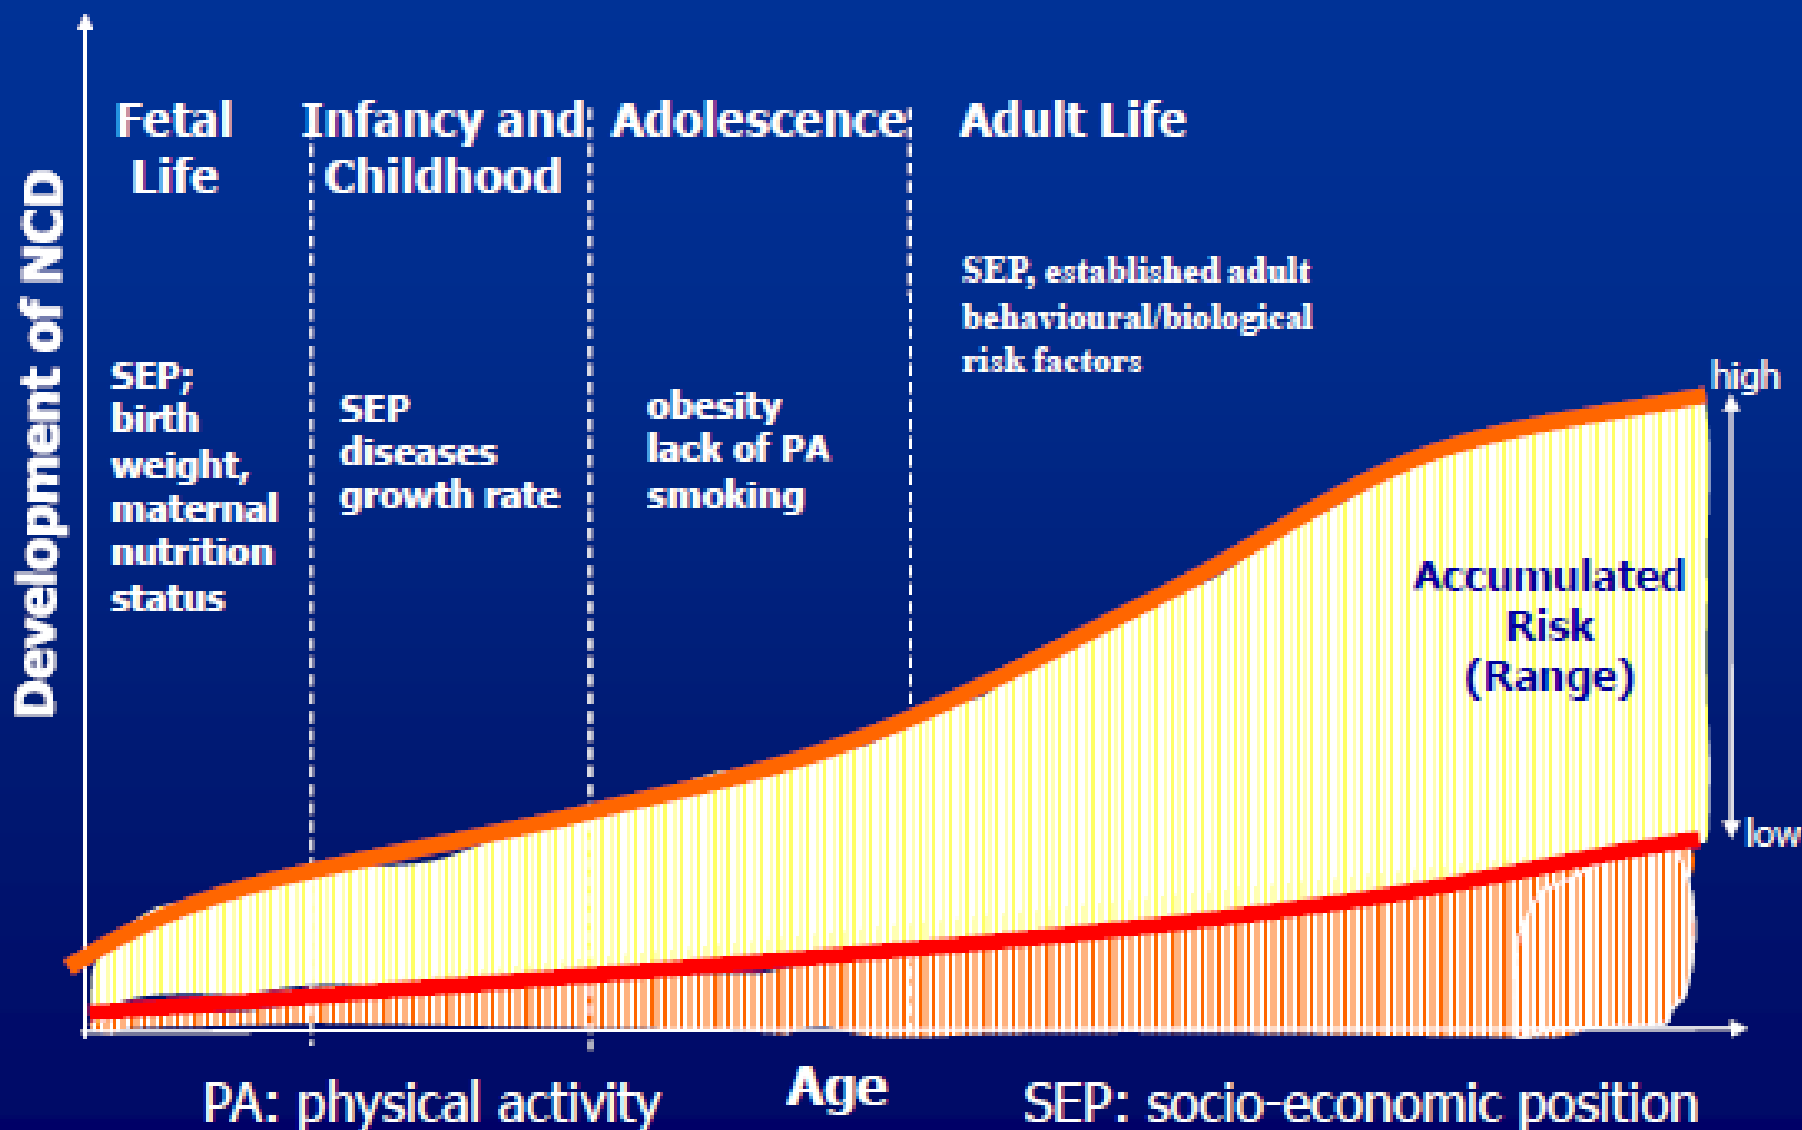 Development of NCD
Fetal
Life
Infancy and
Childhood
Adolescence
Adult Life
SEP;
birth
weight,
maternal
nutrition
status
SEP
diseases
growth rate
obesity
lack of PA
smoking
SEP, established adult
behavioural/biological
risk factors
high
Accumulated
Risk
(Range)
low
Age
PA: physical activity
SEP: socio-economic position